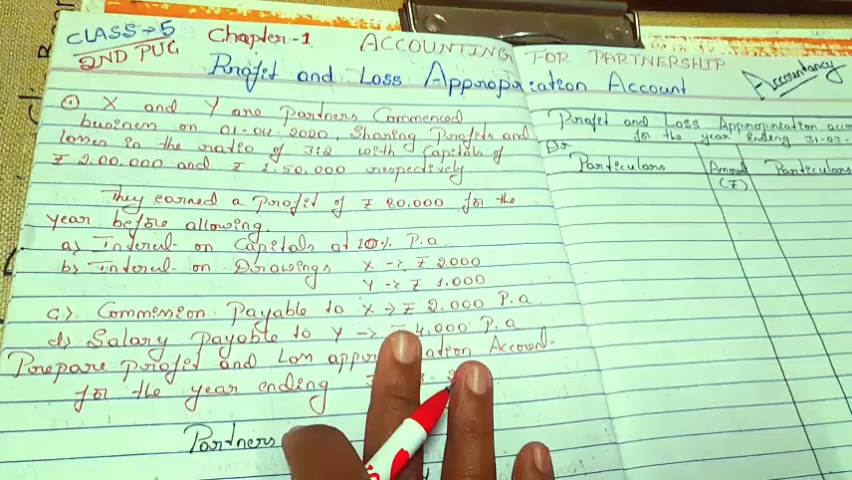 CLASS → 5 Chapter-1 ACCOUNTING FOR PARTNERSHIP
2ND PUC Accountancy
Profit and Loss Appropriation Account
① X and Y are Partners Commenced
business on 01-04-2020, Sharing Profits and
losses in the ratio of 3:2 with Capitals of
₹ 2,00,000 and ₹ 1,50,000 respectively
They earned a profit of ₹ 80,000 for the
year before allowing.
a) Interest on Capitals at 10% P.a
b) Interest on Drawings X → ₹ 2000
Y → ₹ 1,000
c) Commission Payable to X → ₹ 2,000 P.a
d) Salary payable to Y → 4,000 P.a
Prepare profit and Loss Account
for the year ending
Partners
Profit and Loss Appropriation
for the year ending 31-03-
Dr
Particulars Amount Particulars
(₹)